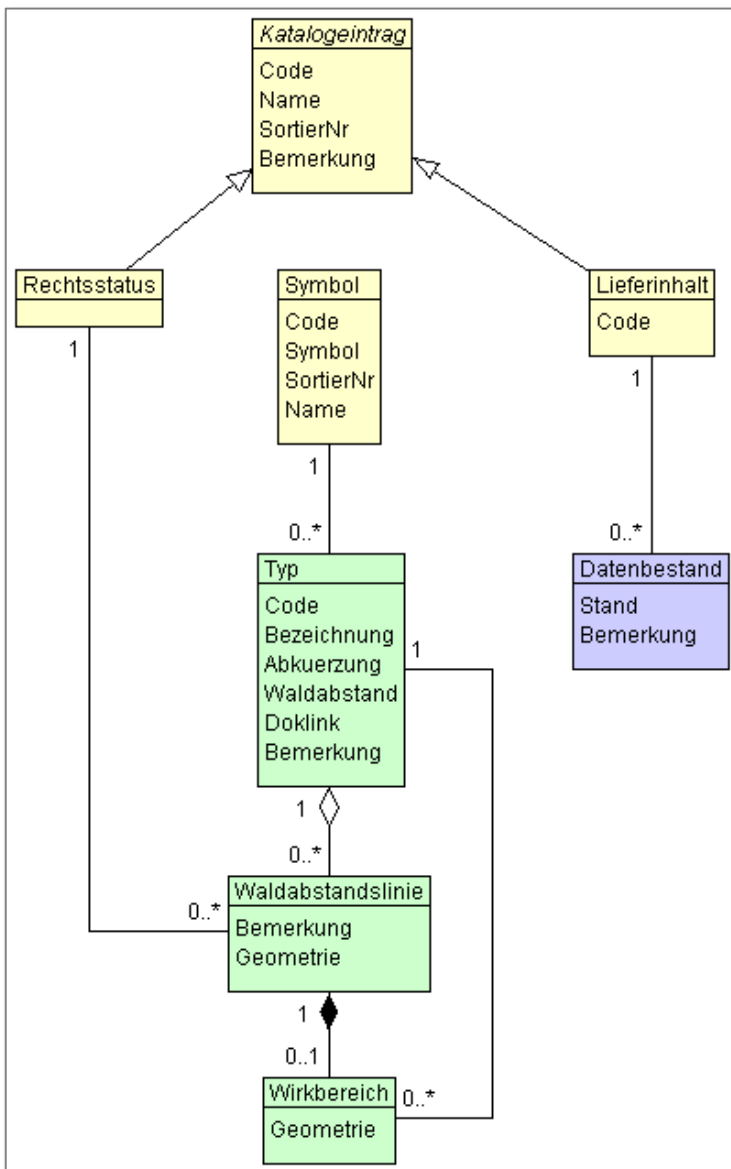 Katalogeintrag
Code
Name
SortierNr
Bemerkung
Rechtsstatus
Symbol
Code
Symbol
SortierNr
Name
Lieferinhalt
Code
1
1
1
0..*
0..*
Typ
Code
Bezeichnung
Abkuerzung
Waldabstand
Doklink
Bemerkung
Datenbestand
Stand
Bemerkung
1
1
0..*
Waldabstandslinie
Bemerkung
Geometrie
0..*
1
0..1
Wirkbereich
Geometrie
0..*